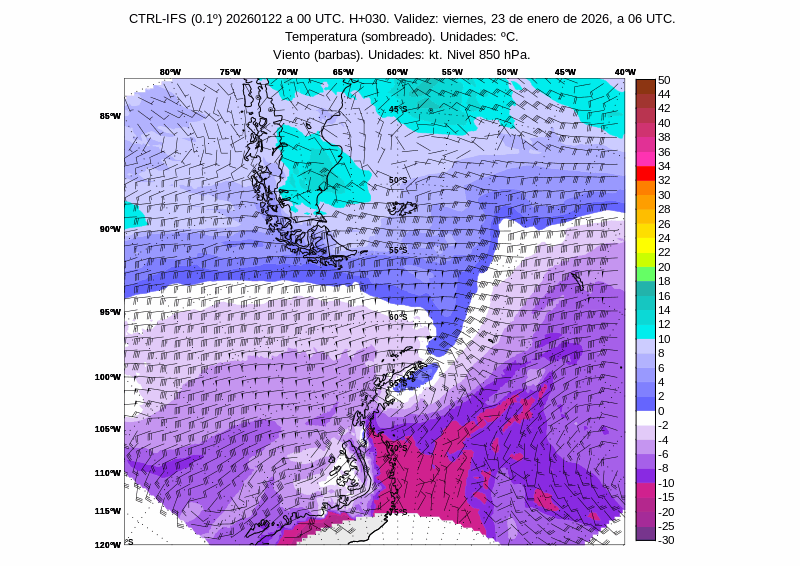 CTRL-IFS (0.1º) 20260122 a 00 UTC. H+030. Validez: viernes, 23 de enero de 2026, a 06 UTC.
Temperatura (sombreado). Unidades: ºC.
Viento (barbas). Unidades: kt. Nivel 850 hPa.
80°W 75°W 70°W 65°W 60°W 55°W 50°W 45°W 40°W
85°W
90°W
95°W
100°W
105°W
110°W
115°W
120°W
45°S
50°S
55°S
60°S
65°S
70°S
75°S
°S
50
44
42
40
38
36
34
32
30
28
26
24
22
20
18
16
14
12
10
8
6
4
2
0
-2
-4
-6
-8
-10
-15
-20
-25
-30